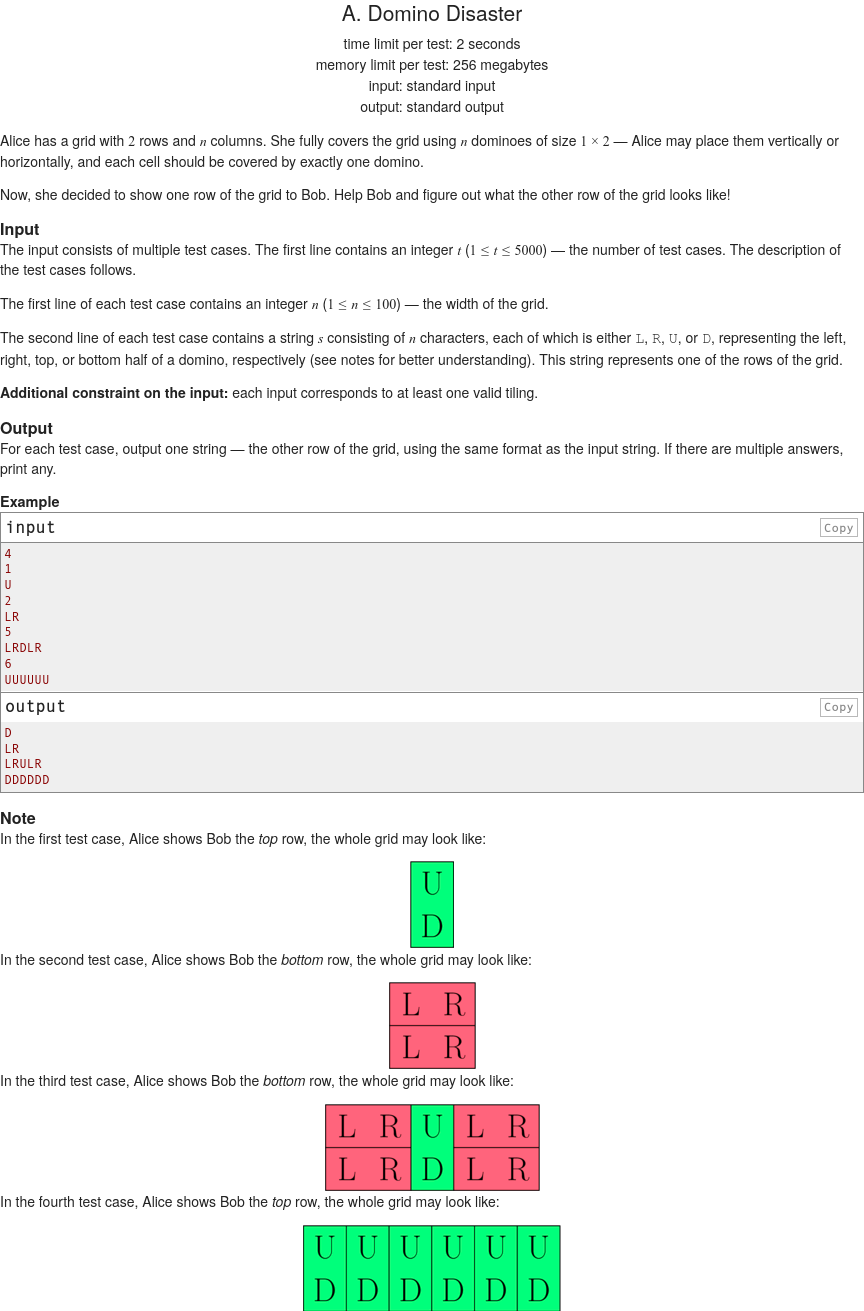 A. Domino Disaster
time limit per test: 2 seconds
memory limit per test: 256 megabytes
input: standard input
output: standard output
Alice has a grid with 2 rows and n columns. She fully covers the grid using n dominoes of size 1 × 2 — Alice may place them vertically or
horizontally, and each cell should be covered by exactly one domino.
Now, she decided to show one row of the grid to Bob. Help Bob and figure out what the other row of the grid looks like!
Input
The input consists of multiple test cases. The first line contains an integer t (1 ≤ t ≤ 5000) — the number of test cases. The description of
the test cases follows.
The first line of each test case contains an integer n (1 ≤ n ≤ 100) — the width of the grid.
The second line of each test case contains a string s consisting of n characters, each of which is either L, R, U, or D, representing the left,
right, top, or bottom half of a domino, respectively (see notes for better understanding). This string represents one of the rows of the grid.
Additional constraint on the input: each input corresponds to at least one valid tiling.
Output
For each test case, output one string — the other row of the grid, using the same format as the input string. If there are multiple answers,
print any.
Example
input Copy
4
1
U
2
LR
5
LRDLR
6
UUUUUU
output Copy
D
LR
LRULR
DDDDDD
Note
In the first test case, Alice shows Bob the top row, the whole grid may look like:
U
D
In the second test case, Alice shows Bob the bottom row, the whole grid may look like:
L R
L R
In the third test case, Alice shows Bob the bottom row, the whole grid may look like:
L R U L R
L R D L R
In the fourth test case, Alice shows Bob the top row, the whole grid may look like:
U U U U U U
D D D D D D